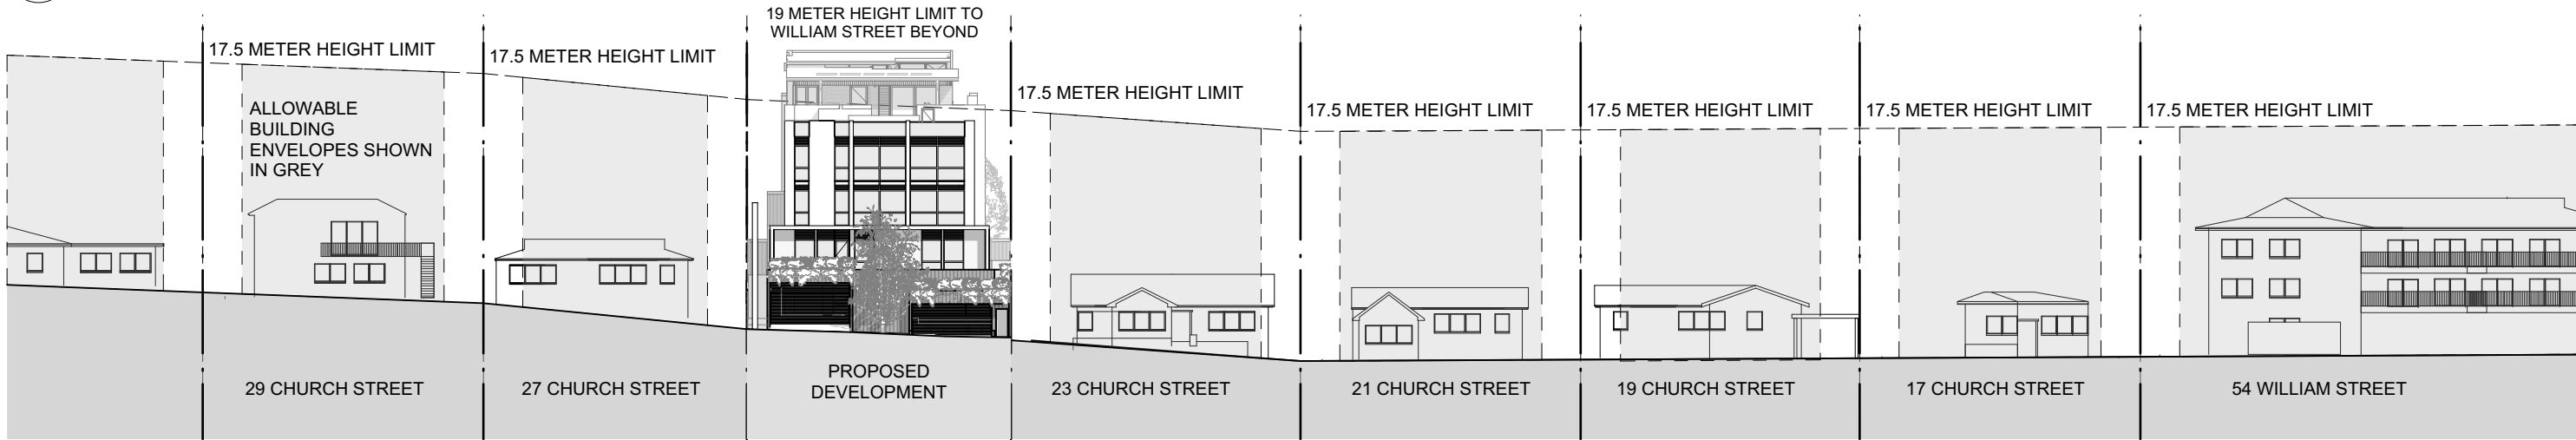 19 METER HEIGHT LIMIT TO
WILLIAM STREET BEYOND
17.5 METER HEIGHT LIMIT
17.5 METER HEIGHT LIMIT
17.5 METER HEIGHT LIMIT
17.5 METER HEIGHT LIMIT
17.5 METER HEIGHT LIMIT
17.5 METER HEIGHT LIMIT
17.5 METER HEIGHT LIMIT
ALLOWABLE
BUILDING
ENVELOPES SHOWN
IN GREY
29 CHURCH STREET
27 CHURCH STREET
PROPOSED
DEVELOPMENT
23 CHURCH STREET
21 CHURCH STREET
19 CHURCH STREET
17 CHURCH STREET
54 WILLIAM STREET